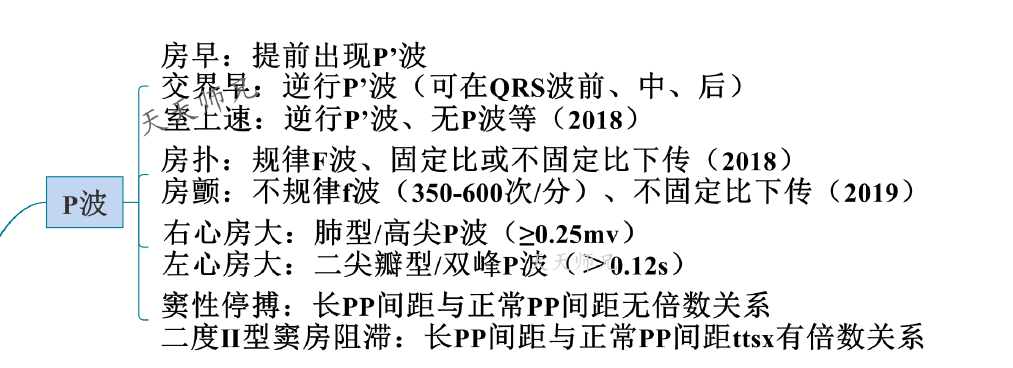 房早：提前出现P’波
交界早：逆行P’波（可在QRS波前、中、后）
室上速：逆行P’波、无P波等（2018）
房扑：规律F波、固定比或不固定比下传（2018）
P波
房颤：不规律f波（350-600次/分）、不固定比下传（2019）
右心房大：肺型/高尖P波（≥0.25mv）
左心房大：二尖瓣型/双峰P波（＞0.12s）
窦性停搏：长PP间距与正常PP间距无倍数关系
二度II型窦房阻滞：长PP间距与正常PP间距ttsx有倍数关系
天天师兄
天天师兄